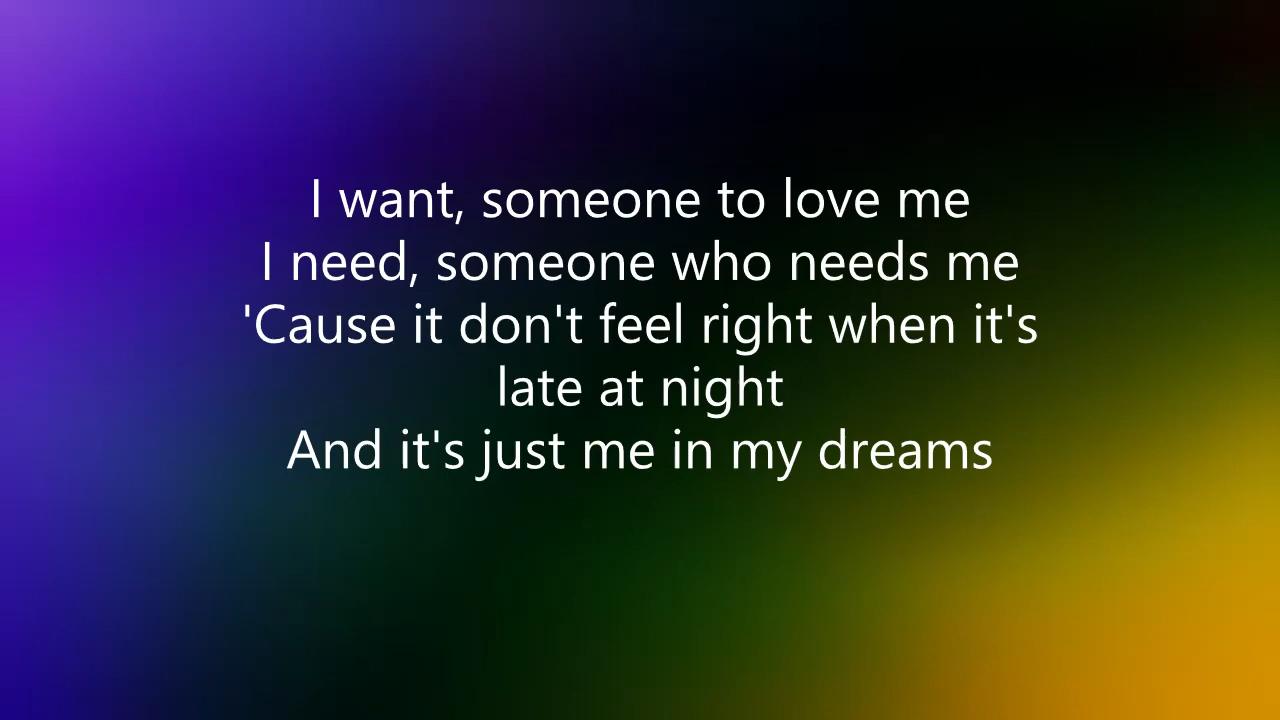 I want, someone to love me
I need, someone who needs me
'Cause it don't feel right when it's
late at night
And it's just me in my dreams